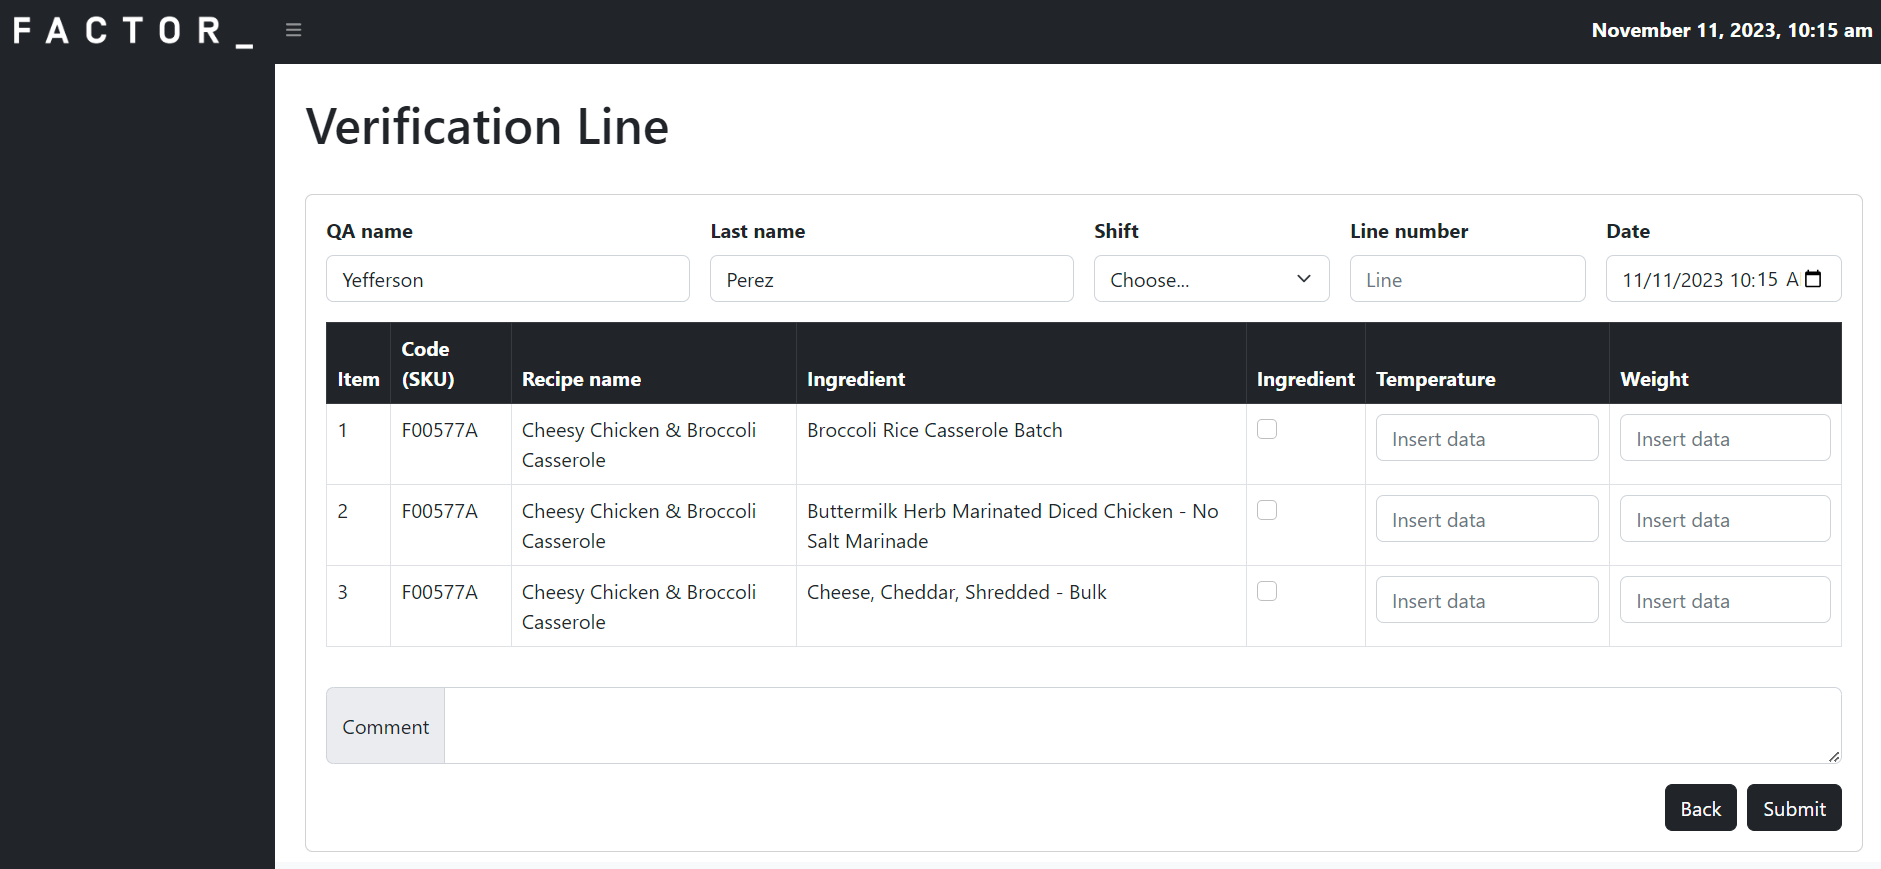 FACTOR_
November 11, 2023, 10:15 am
Verification Line
QA name
Last name
Shift
Line number
Date
Yefferson
Perez
Choose...
Line
11/11/2023 10:15 A
Item
Code
(SKU)
Recipe name
Ingredient
Ingredient
Temperature
Weight
1
F00577A
Cheesy Chicken & Broccoli
Casserole
Broccoli Rice Casserole Batch
Insert data
Insert data
2
F00577A
Cheesy Chicken & Broccoli
Casserole
Buttermilk Herb Marinated Diced Chicken - No
Salt Marinade
Insert data
Insert data
3
F00577A
Cheesy Chicken & Broccoli
Casserole
Cheese, Cheddar, Shredded - Bulk
Insert data
Insert data
Comment
Back
Submit